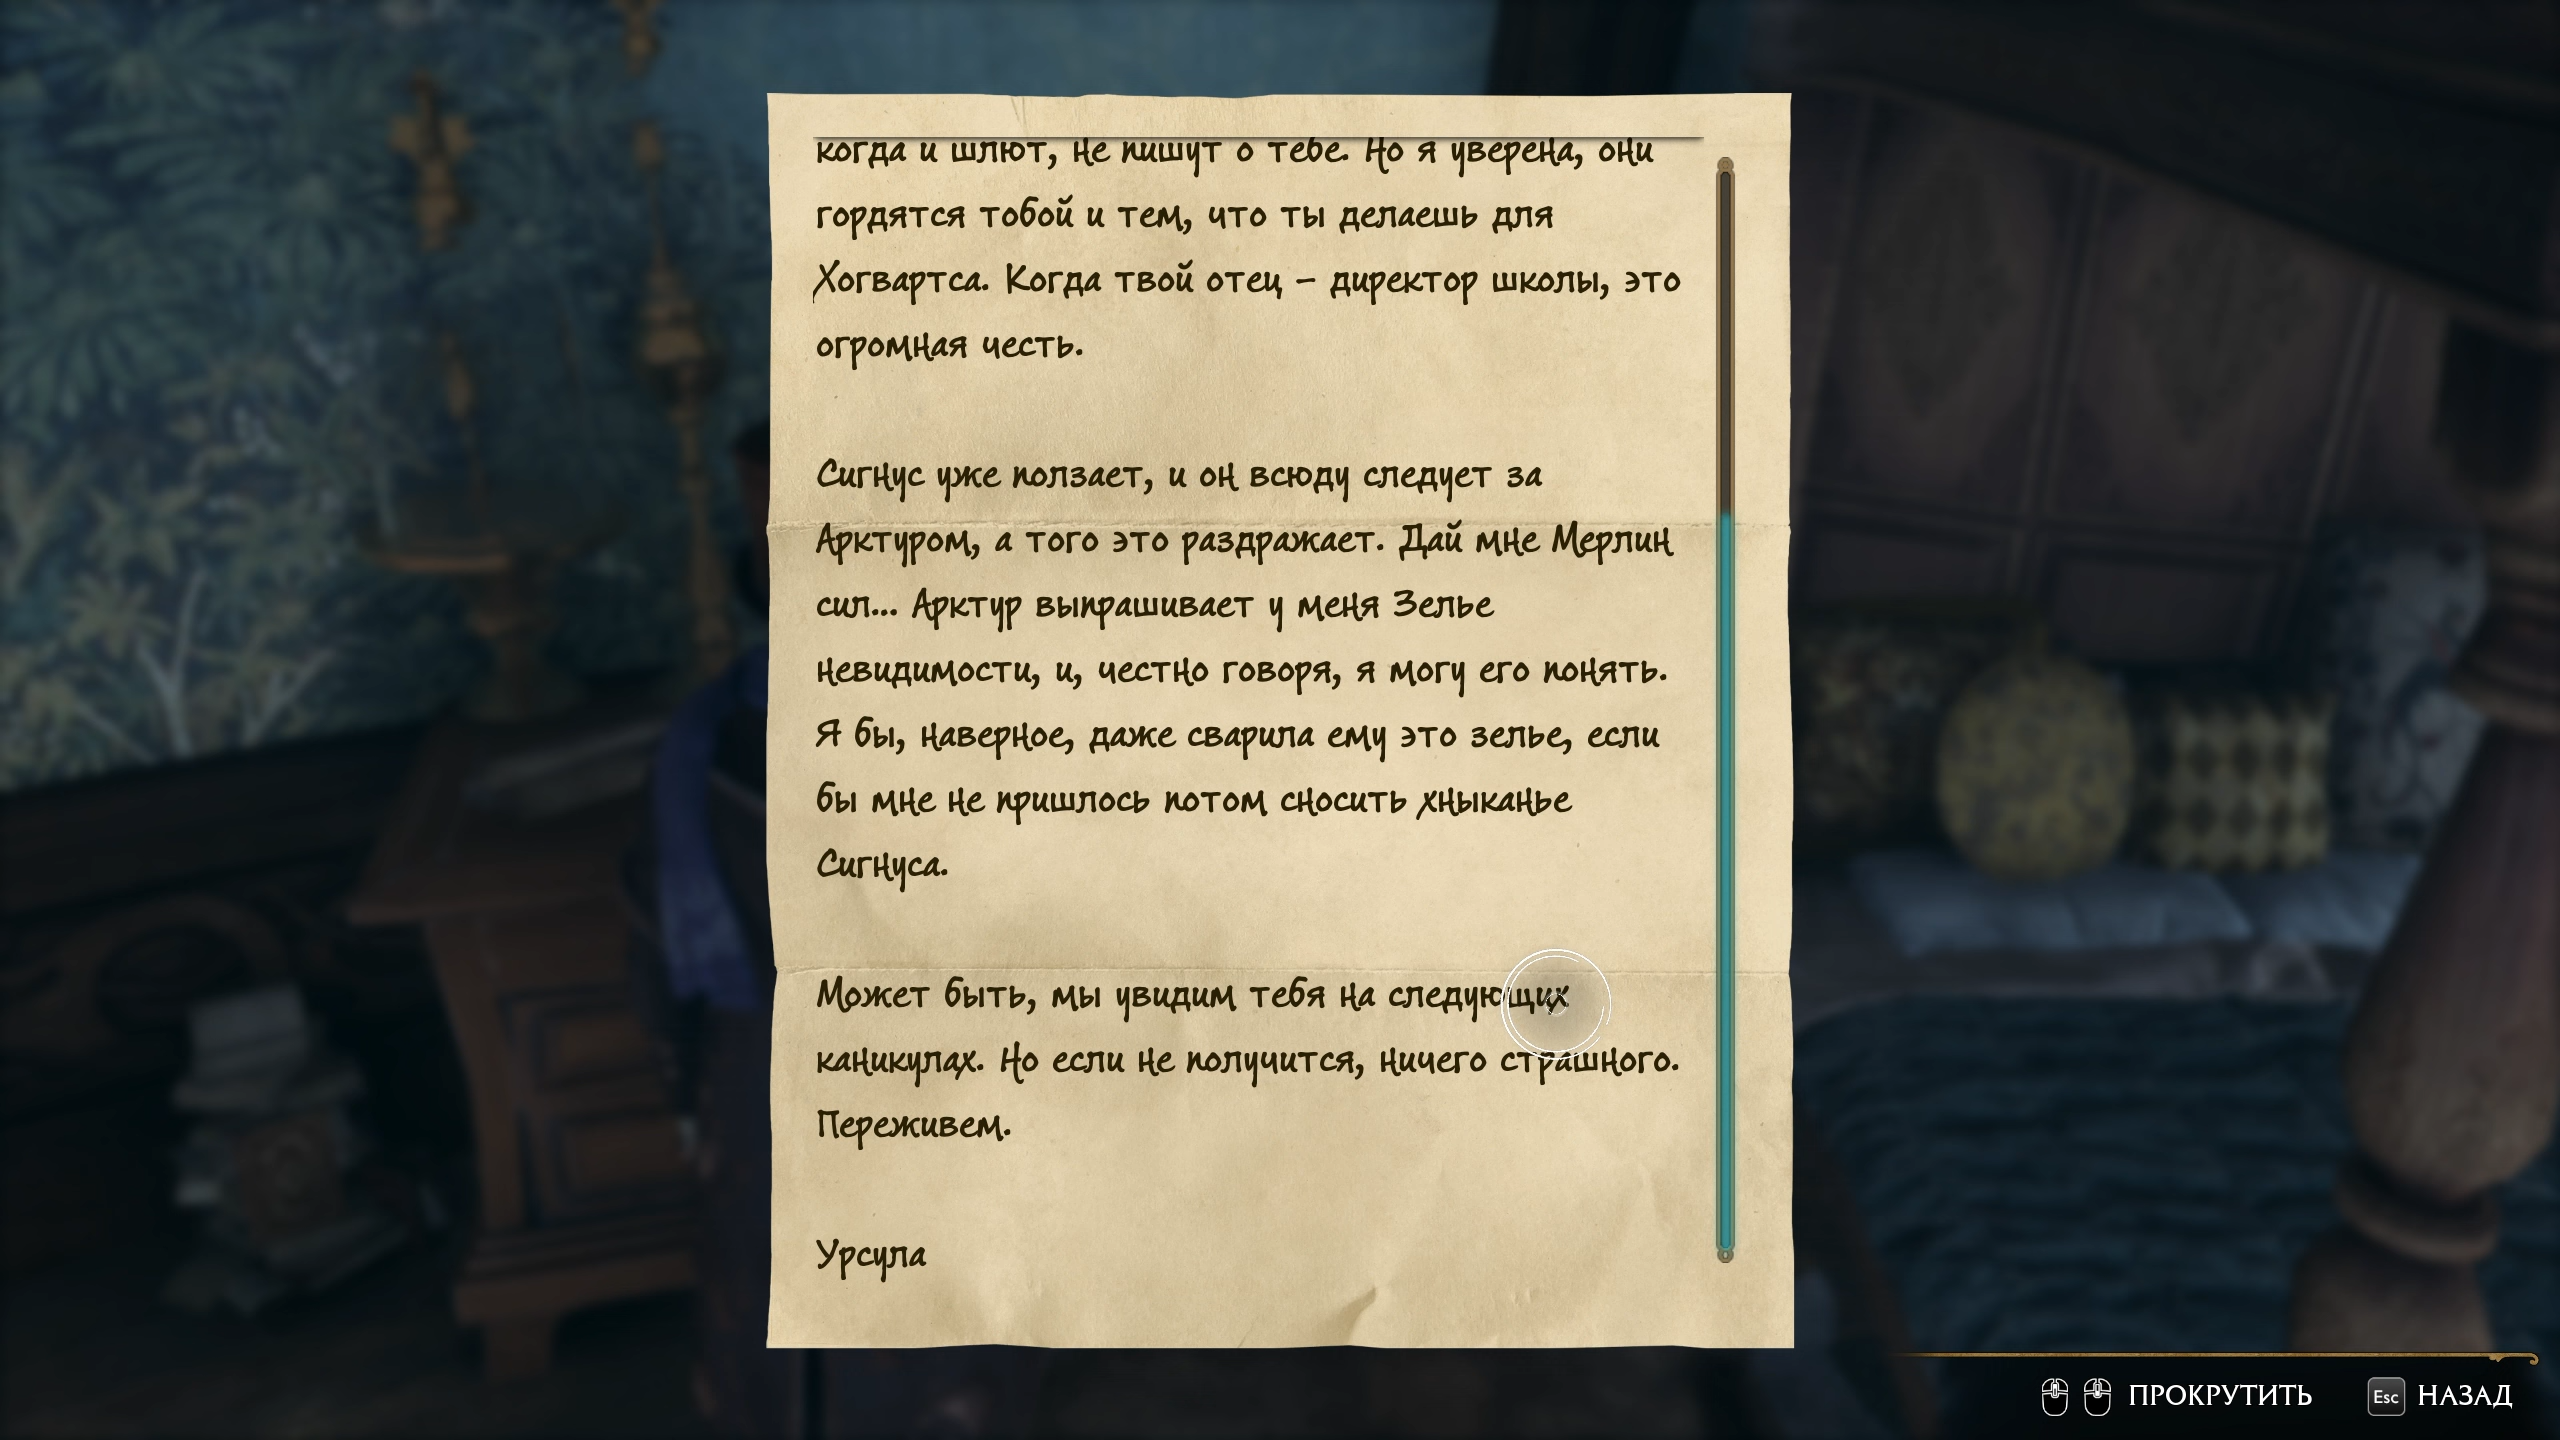 когда и шлют, не пишут о тебе. Но я уверена, они
гордятся тобой и тем, что ты делаешь для
Хогвартса. Когда твой отец – директор школы, это
огромная честь.
Сигнус уже ползает, и он всюду следует за
Арктуром, а того это раздражает. Дай мне Мерлин
сил... Арктур выпрашивает у меня Зелье
невидимости, и, честно говоря, я могу его понять.
Я бы, наверное, даже сварила ему это зелье, если
бы мне не пришлось потом сносить хныканье
Сигнуса.
Может быть, мы увидим тебя на следующих
каникулах. Но если не получится, ничего страшного.
Переживем.
Урсула
ПРОКРУТИТЬ
Esc НАЗАД